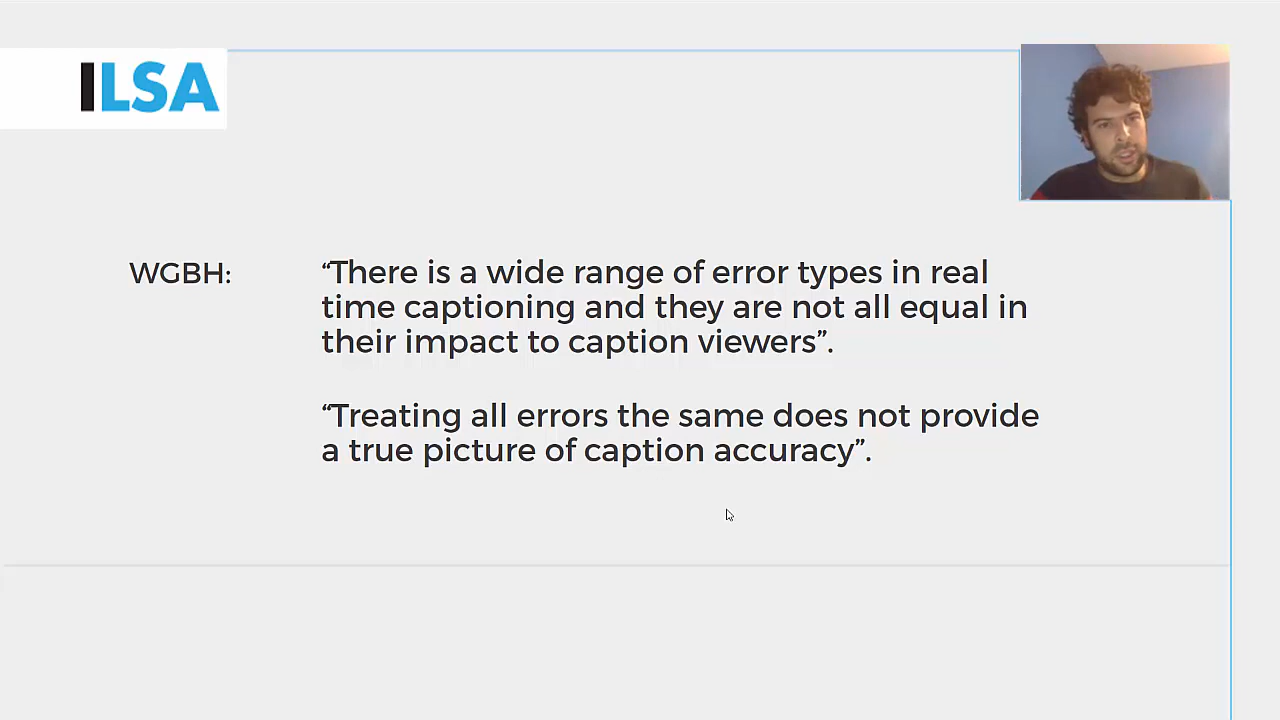 ILSA
WGBH:
“There is a wide range of error types in real
time captioning and they are not all equal in
their impact to caption viewers”.
“Treating all errors the same does not provide
a true picture of caption accuracy”.